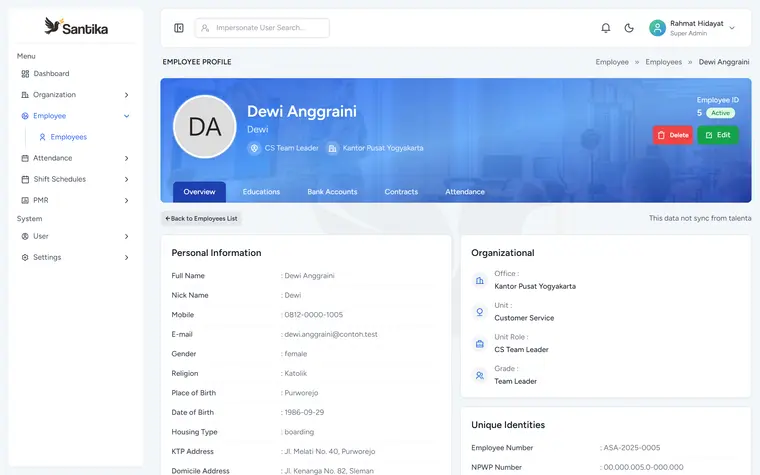 Santika
Impersonate User Search...
Rahmat Hidayat
Super Admin
Menu
Dashboard
Organization
Employee
Employees
Attendance
Shift Schedules
PMR
System
User
Settings
EMPLOYEE PROFILE
Employee » Employees » Dewi Anggraini
DA
Dewi Anggraini
Dewi
CS Team Leader
Kantor Pusat Yogyakarta
Employee ID
5 Active
Delete
Edit
Overview
Educations
Bank Accounts
Contracts
Attendance
Back to Employees List
This data not sync from talenta
Personal Information
Full Name : Dewi Anggraini
Nick Name : Dewi
Mobile : 0812-0000-1005
E-mail : dewi.anggraini@contoh.test
Gender : female
Religion : Katolik
Place of Birth : Purworejo
Date of Birth : 1986-09-29
Housing Type : boarding
KTP Address : Jl. Melati No. 40, Purworejo
Domicile Address : Jl. Kenanga No. 82, Sleman
Organizational
Office :
Kantor Pusat Yogyakarta
Unit :
Customer Service
Unit Role :
CS Team Leader
Grade :
Team Leader
Unique Identities
Employee Number : ASA-2025-0005
NPWP Number : 00.000.005.0-000.000